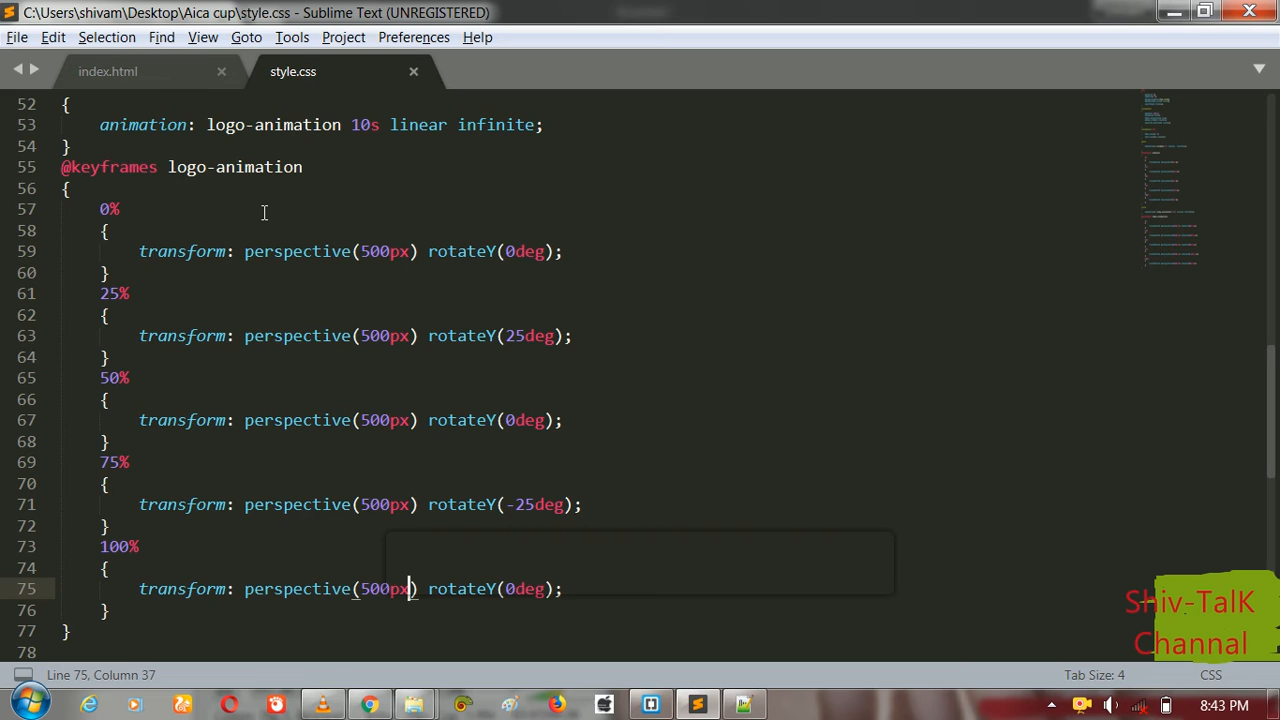 C:\Users\shivam\Desktop\Aica cup\style.css - Sublime Text (UNREGISTERED)
File Edit Selection Find View Goto Tools Project Preferences Help
index.html style.css
52 {
53 animation: logo-animation 10s linear infinite;
54 }
55 @keyframes logo-animation
56 {
57 0%
58 {
59 transform: perspective(500px) rotateY(0deg);
60 }
61 25%
62 {
63 transform: perspective(500px) rotateY(25deg);
64 }
65 50%
66 {
67 transform: perspective(500px) rotateY(0deg);
68 }
69 75%
70 {
71 transform: perspective(500px) rotateY(-25deg);
72 }
73 100%
74 {
75 transform: perspective(500px) rotateY(0deg);
76 }
77 }
78
Shiv-TalK
Channal
Line 75, Column 37 Tab Size: 4 CSS
8:43 PM